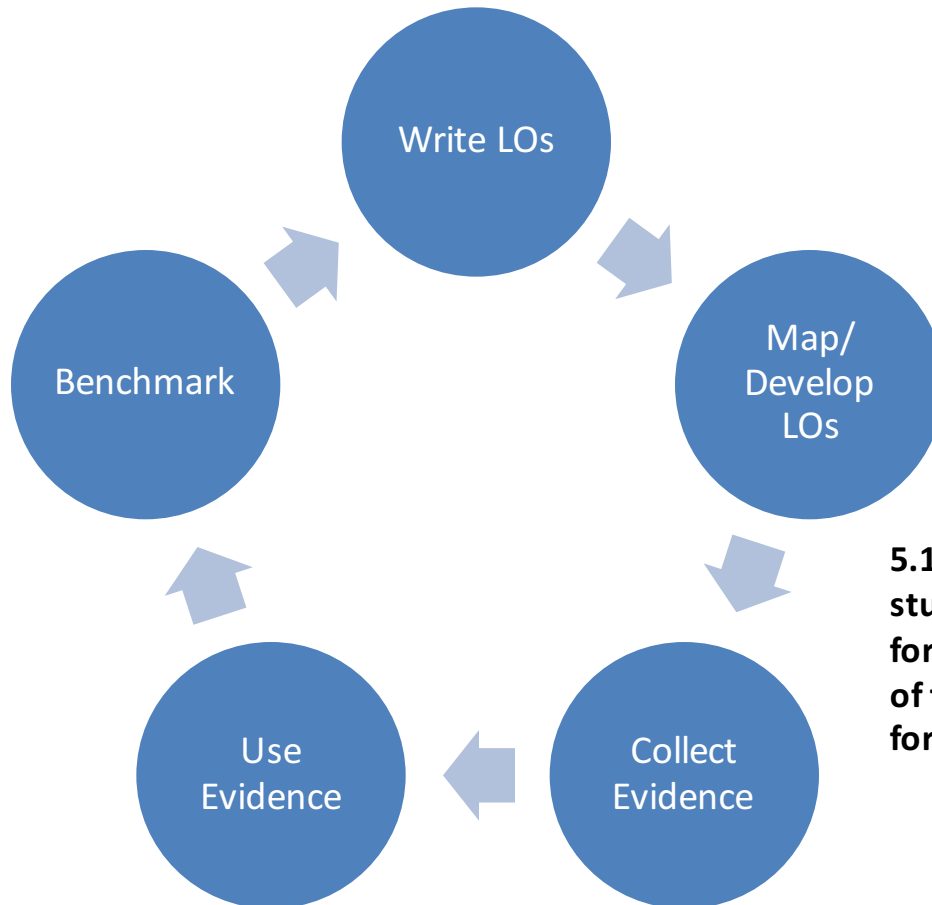 Write LOs
Map/
Develop
LOs
Benchmark
5.1
stu
for
of
for
Use
Evidence
Collect
Evidence